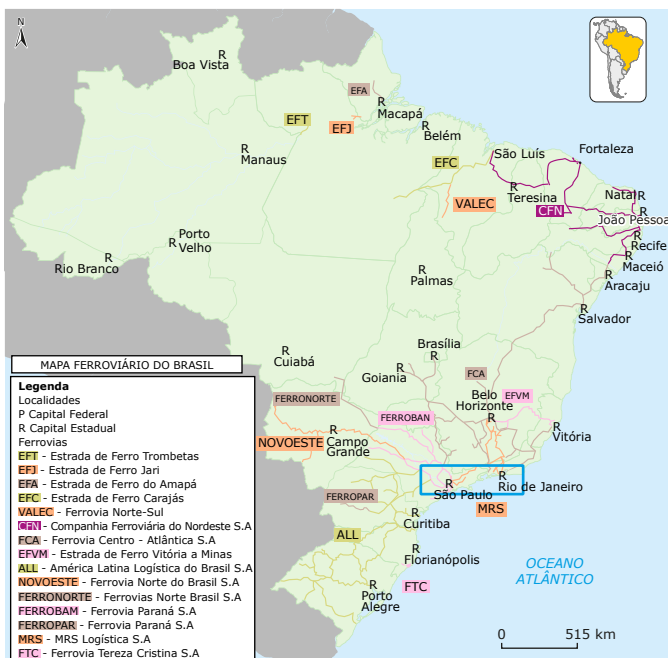 N
R
Boa Vista
EFA
R
Macapá
EFT
EFJ
R
Belém
R
Manaus
EFC
São Luís
Fortaleza
VALEC
R
Teresina
CFN
Natal
R
R
João Pessoa
R
Recife
R
Maceió
R
Aracaju
R
Salvador
Porto
R
Velho
R
Rio Branco
R
Palmas
Brasília
R
R
Cuiabá
R
Goiania
FCA
Belo
Horizonte
R
EFVM
R
Vitória
FERRONORTE
FERROBAN
NOVOESTE
R
Campo
Grande
R
Rio de Janeiro
R
São Paulo
FERROPAR
MRS
R
Curitiba
ALL
R
Florianópolis
R
Porto
Alegre
FTC
OCEANO
ATLÂNTICO
0 515 km
MAPA FERROVIÁRIO DO BRASIL
Legenda
Localidades
P Capital Federal
R Capital Estadual
Ferrovias
EFT - Estrada de Ferro Trombetas
EFJ - Estrada de Ferro Jari
EFA - Estrada de Ferro do Amapá
EFC - Estrada de Ferro Carajás
VALEC - Ferrovia Norte-Sul
CFN - Companhia Ferroviária do Nordeste S.A
FCA - Ferrovia Centro - Atlântica S.A
EFVM - Estrada de Ferro Vitória a Minas
ALL - América Latina Logística do Brasil S.A
NOVOESTE - Ferrovia Norte do Brasil S.A
FERRONORTE - Ferrovias Norte Brasil S.A
FERROBAM - Ferrovia Paraná S.A
FERROPAR - Ferrovia Paraná S.A
MRS - MRS Logística S.A
FTC - Ferrovia Tereza Cristina S.A